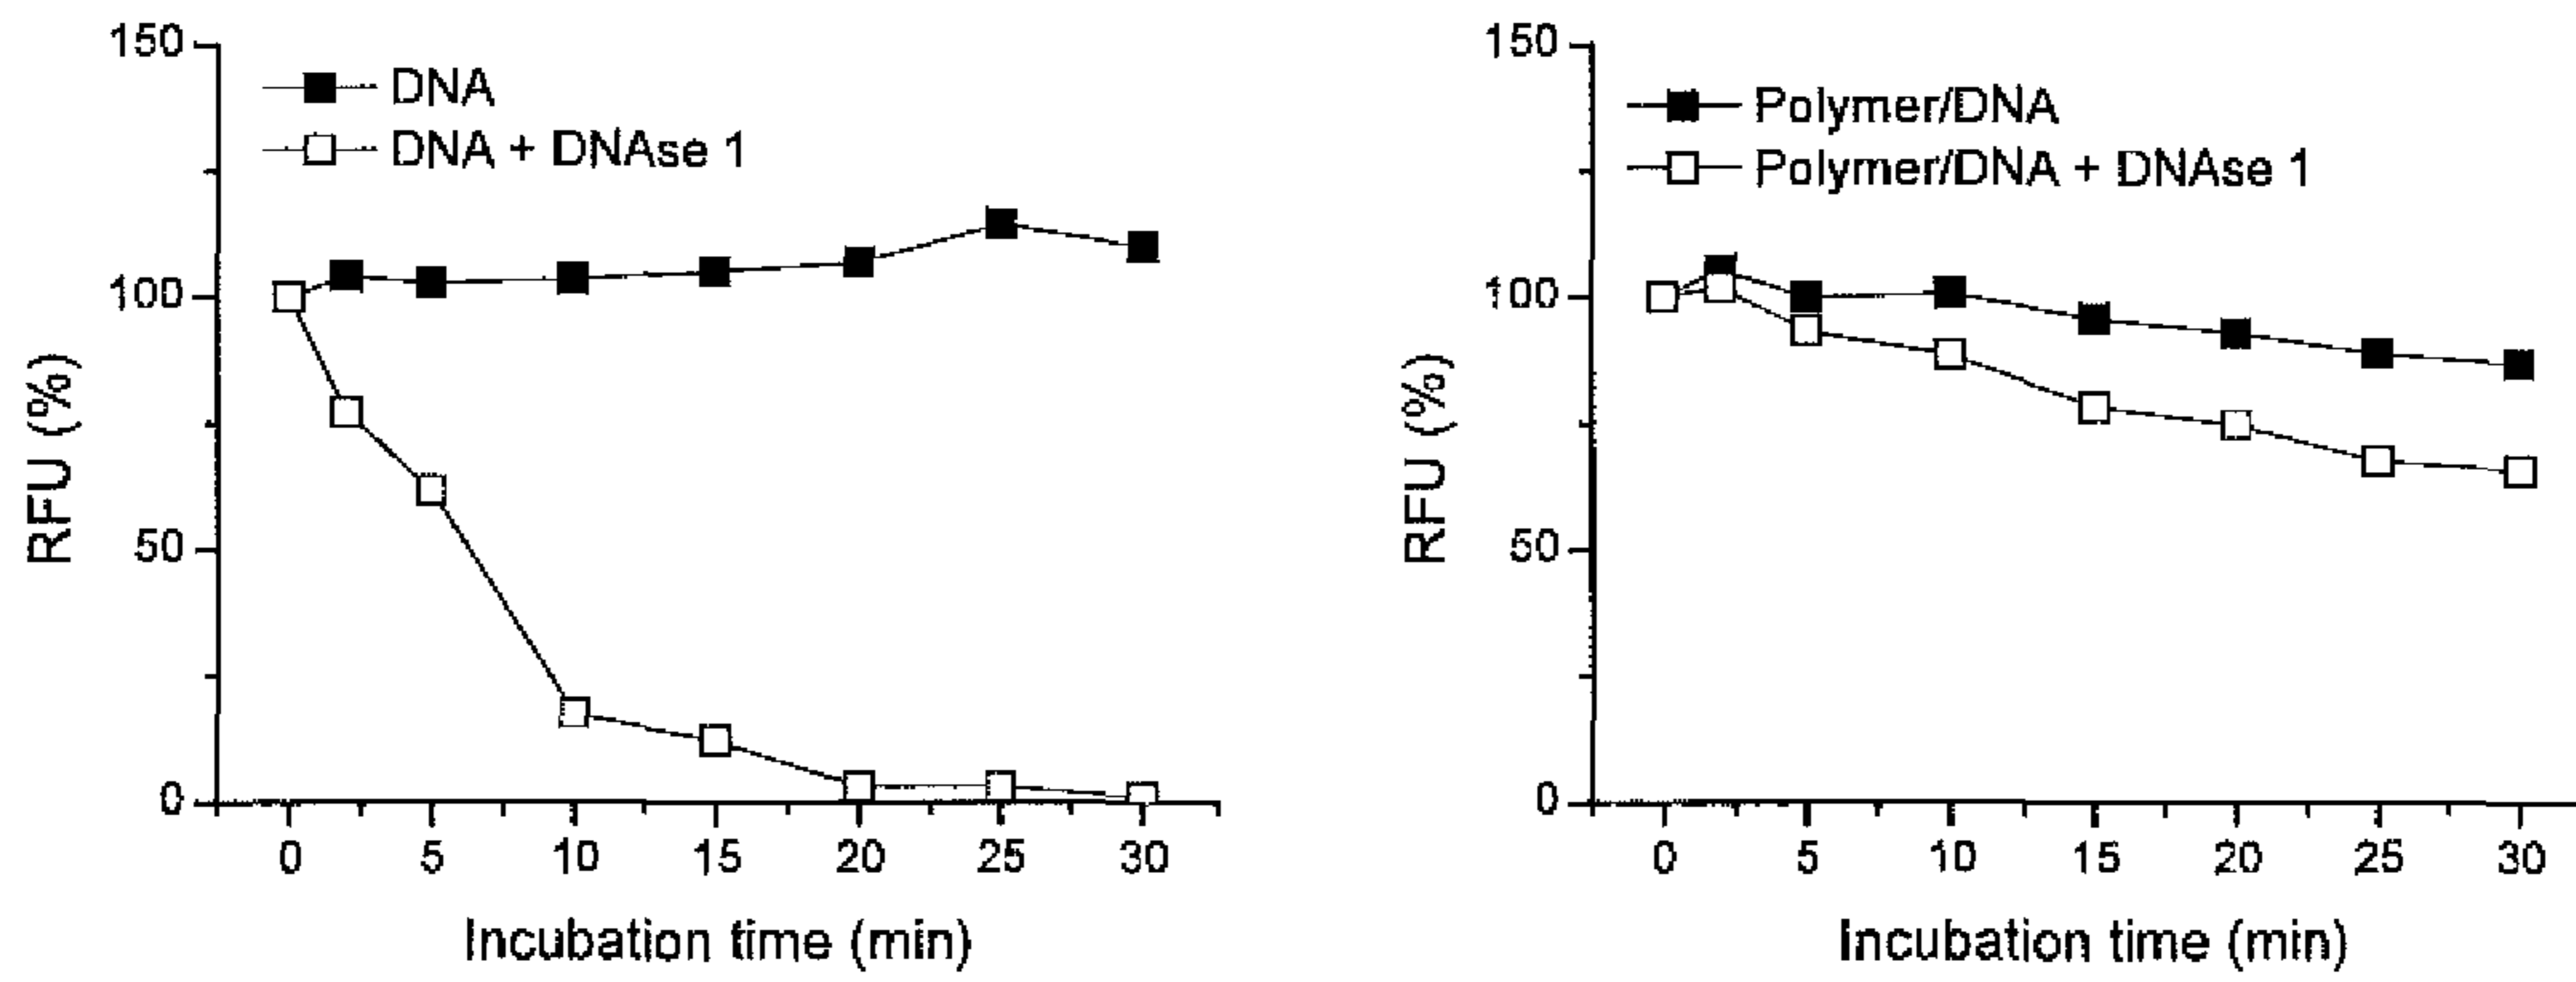 150
DNA
DNA + DNAse 1
100
RFU (%)
50
0
0 5 10 15 20 25 30
Incubation time (min)
150
Polymer/DNA
Polymer/DNA + DNAse 1
100
RFU (%)
50
0
0 5 10 15 20 25 30
Incubation time (min)